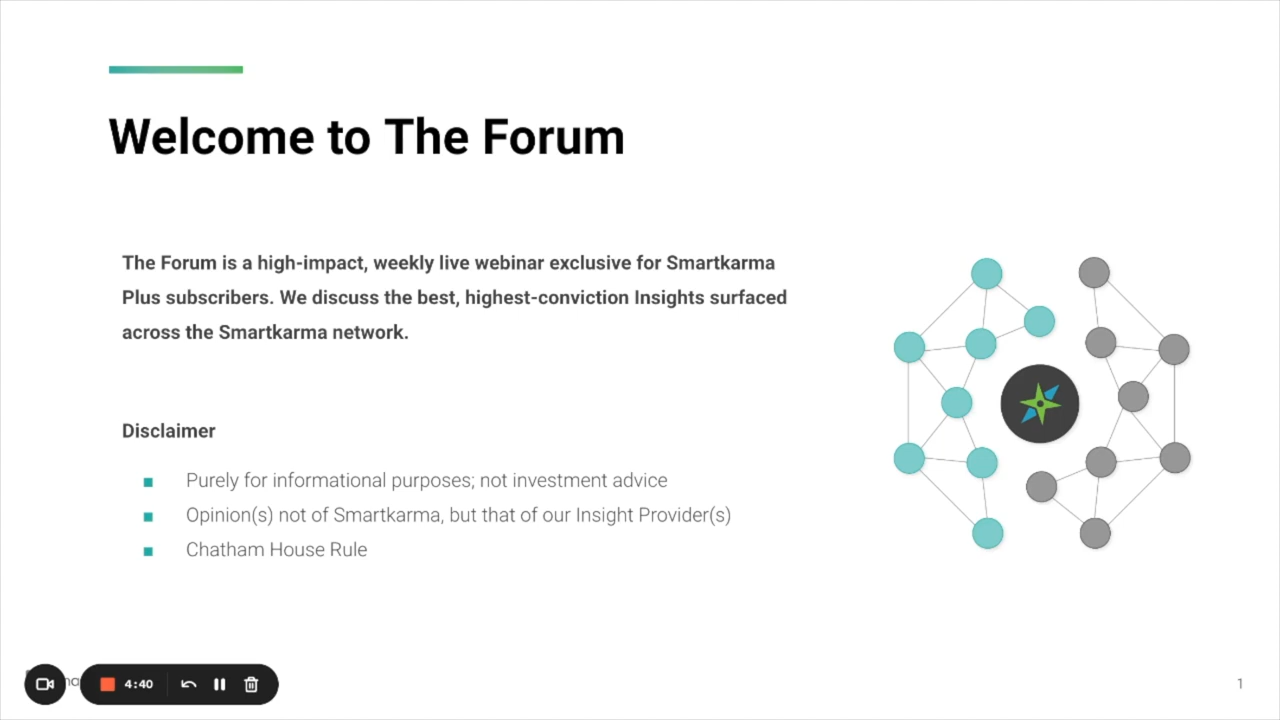 Welcome to The Forum
The Forum is a high-impact, weekly live webinar exclusive for Smartkarma
Plus subscribers. We discuss the best, highest-conviction Insights surfaced
across the Smartkarma network.
Disclaimer
■ Purely for informational purposes; not investment advice
■ Opinion(s) not of Smartkarma, but that of our Insight Provider(s)
■ Chatham House Rule
4:40
1